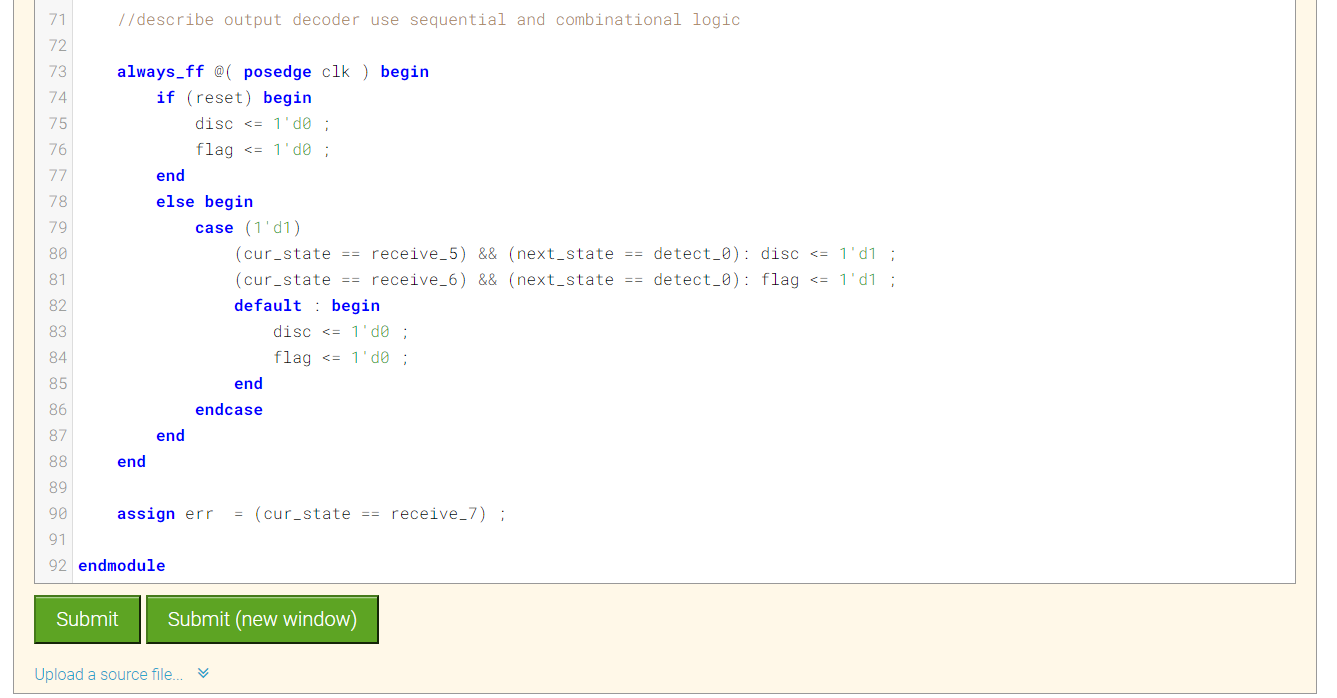 71 //describe output decoder use sequential and combinational logic
72
73 always_ff @( posedge clk ) begin
74 if (reset) begin
75 disc <= 1'd0 ;
76 flag <= 1'd0 ;
77 end
78 else begin
79 case (1'd1)
80 (cur_state == receive_5) && (next_state == detect_0): disc <= 1'd1 ;
81 (cur_state == receive_6) && (next_state == detect_0): flag <= 1'd1 ;
82 default : begin
83 disc <= 1'd0 ;
84 flag <= 1'd0 ;
85 end
86 endcase
87 end
88 end
89
90 assign err  = (cur_state == receive_7) ;
91
92 endmodule
Submit Submit (new window)
Upload a source file...